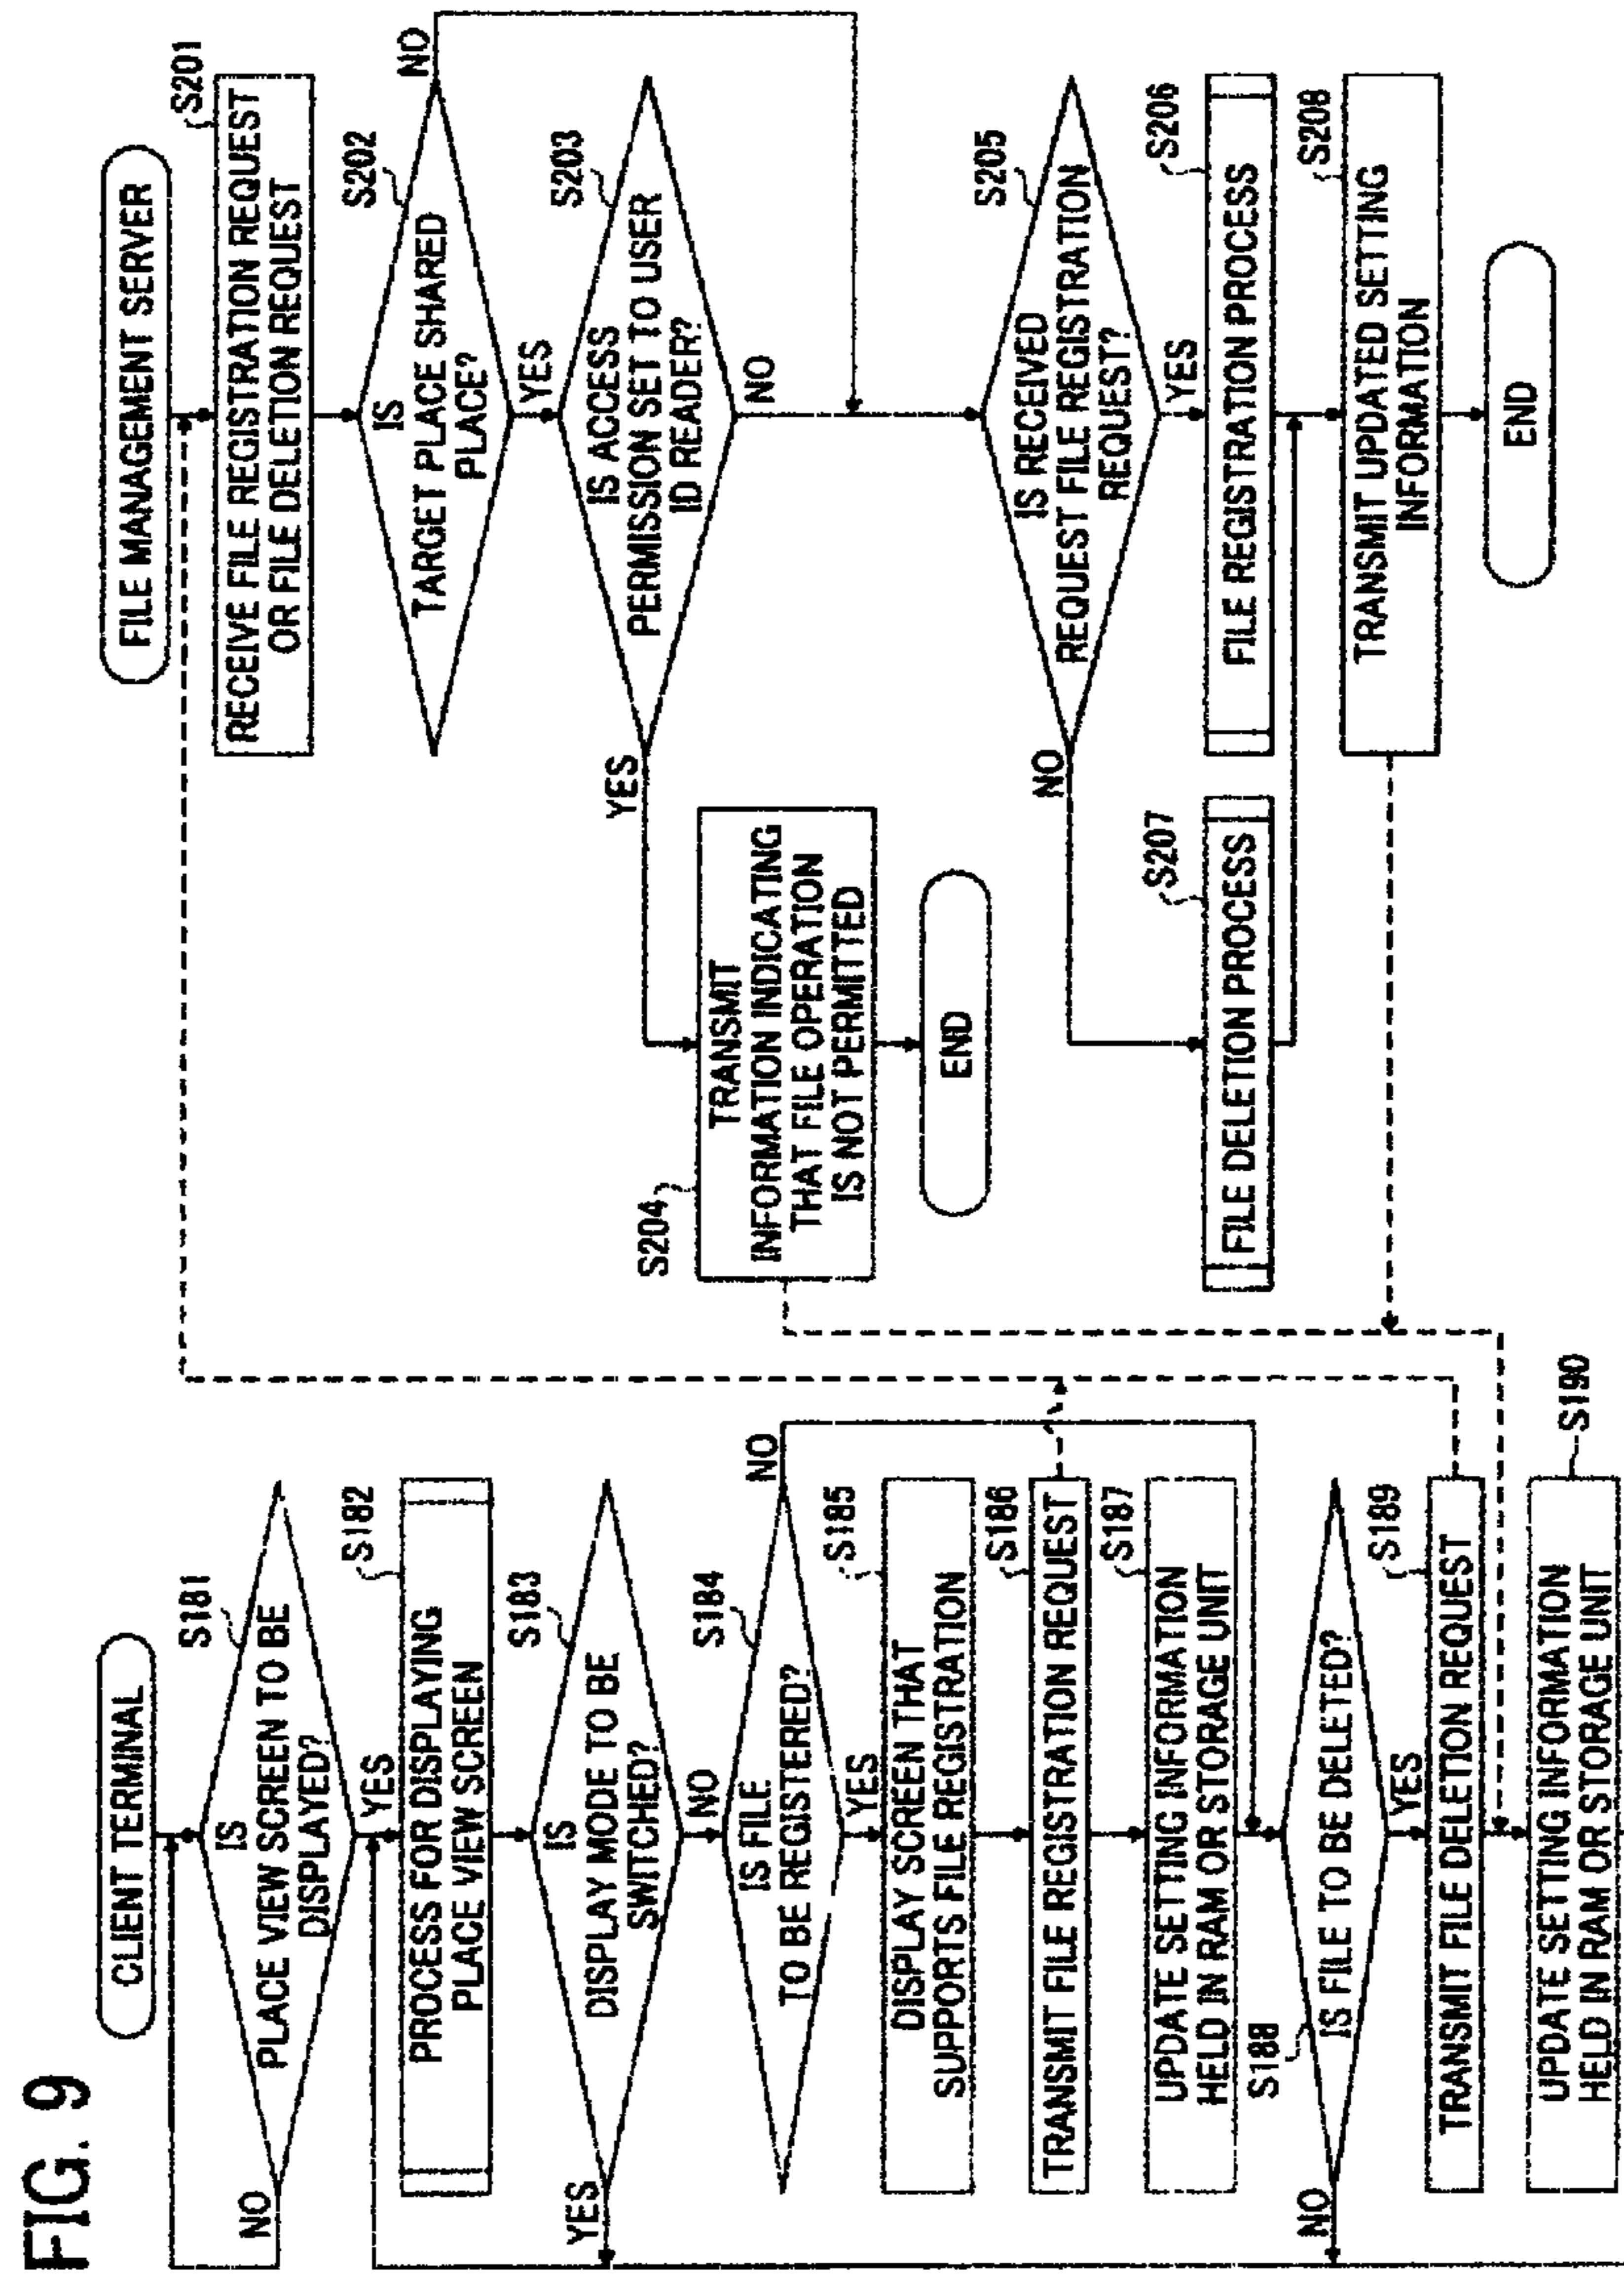 FIG. 9
CLIENT TERMINAL
S181
IS
PLACE VIEW SCREEN TO BE
DISPLAYED?
NO
YES
S182
PROCESS FOR DISPLAYING
PLACE VIEW SCREEN
S183
IS
DISPLAY MODE TO BE
SWITCHED?
YES
NO
S184
IS FILE
TO BE REGISTERED?
NO
YES
S185
DISPLAY SCREEN THAT
SUPPORTS FILE REGISTRATION
S186
TRANSMIT FILE REGISTRATION REQUEST
S187
UPDATE SETTING INFORMATION
HELD IN RAM OR STORAGE UNIT
S188
IS FILE TO BE DELETED?
NO
YES
S189
TRANSMIT FILE DELETION REQUEST
S190
UPDATE SETTING INFORMATION
HELD IN RAM OR STORAGE UNIT
FILE MANAGEMENT SERVER
S201
RECEIVE FILE REGISTRATION REQUEST
OR FILE DELETION REQUEST
S202
IS
TARGET PLACE SHARED
PLACE?
NO
YES
S203
IS ACCESS
PERMISSION SET TO USER
ID READER?
YES
NO
S204
TRANSMIT
INFORMATION INDICATING
THAT FILE OPERATION
IS NOT PERMITTED
END
S205
IS RECEIVED
REQUEST FILE REGISTRATION
REQUEST?
NO
YES
S206
FILE REGISTRATION PROCESS
S207
FILE DELETION PROCESS
S208
TRANSMIT UPDATED SETTING
INFORMATION
END